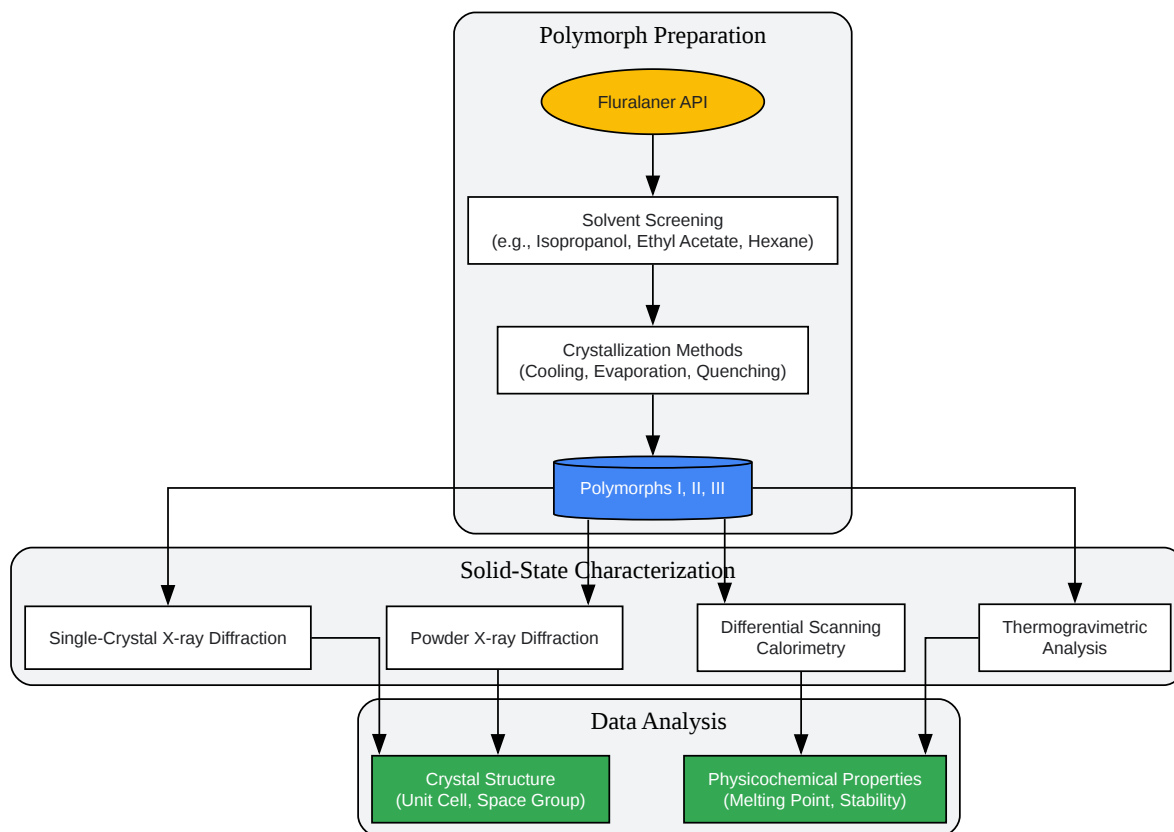 Polymorph Preparation
Fluralaner API
Solvent Screening
(e.g., Isopropanol, Ethyl Acetate, Hexane)
Crystallization Methods
(Cooling, Evaporation, Quenching)
Polymorphs I, II, III
Solid-State Characterization
Single-Crystal X-ray Diffraction
Powder X-ray Diffraction
Differential Scanning
Calorimetry
Thermogravimetric
Analysis
Data Analysis
Crystal Structure
(Unit Cell, Space Group)
Physicochemical Properties
(Melting Point, Stability)